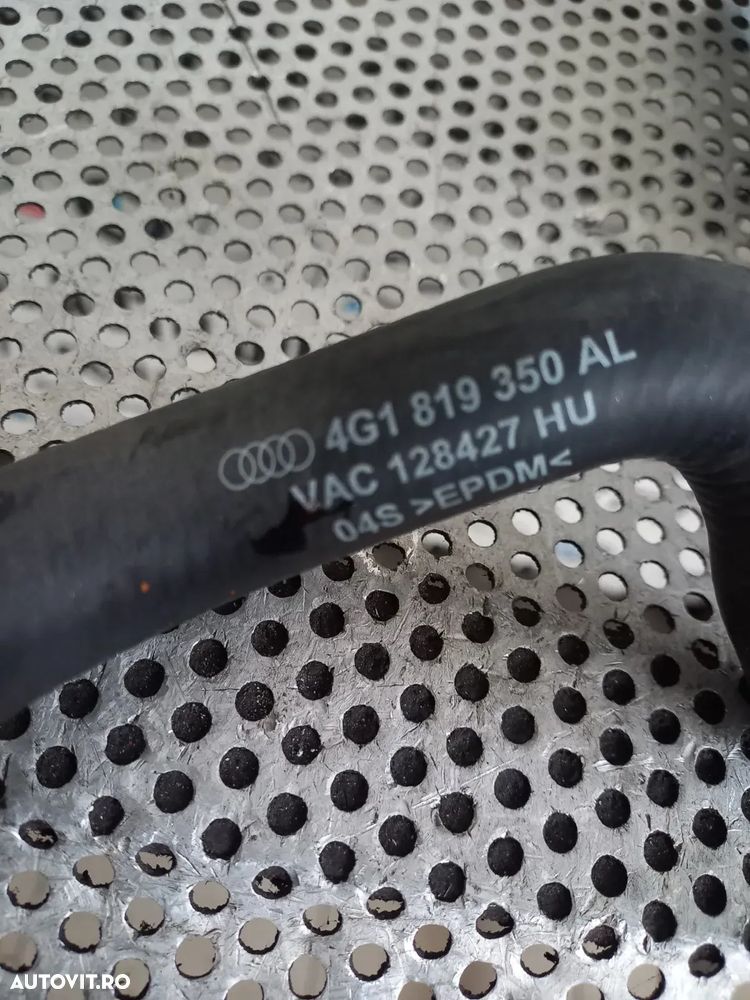 4G1 819 350 AL
VAC 128427 HU
04S >EPDM<
AUTOVIT.RO